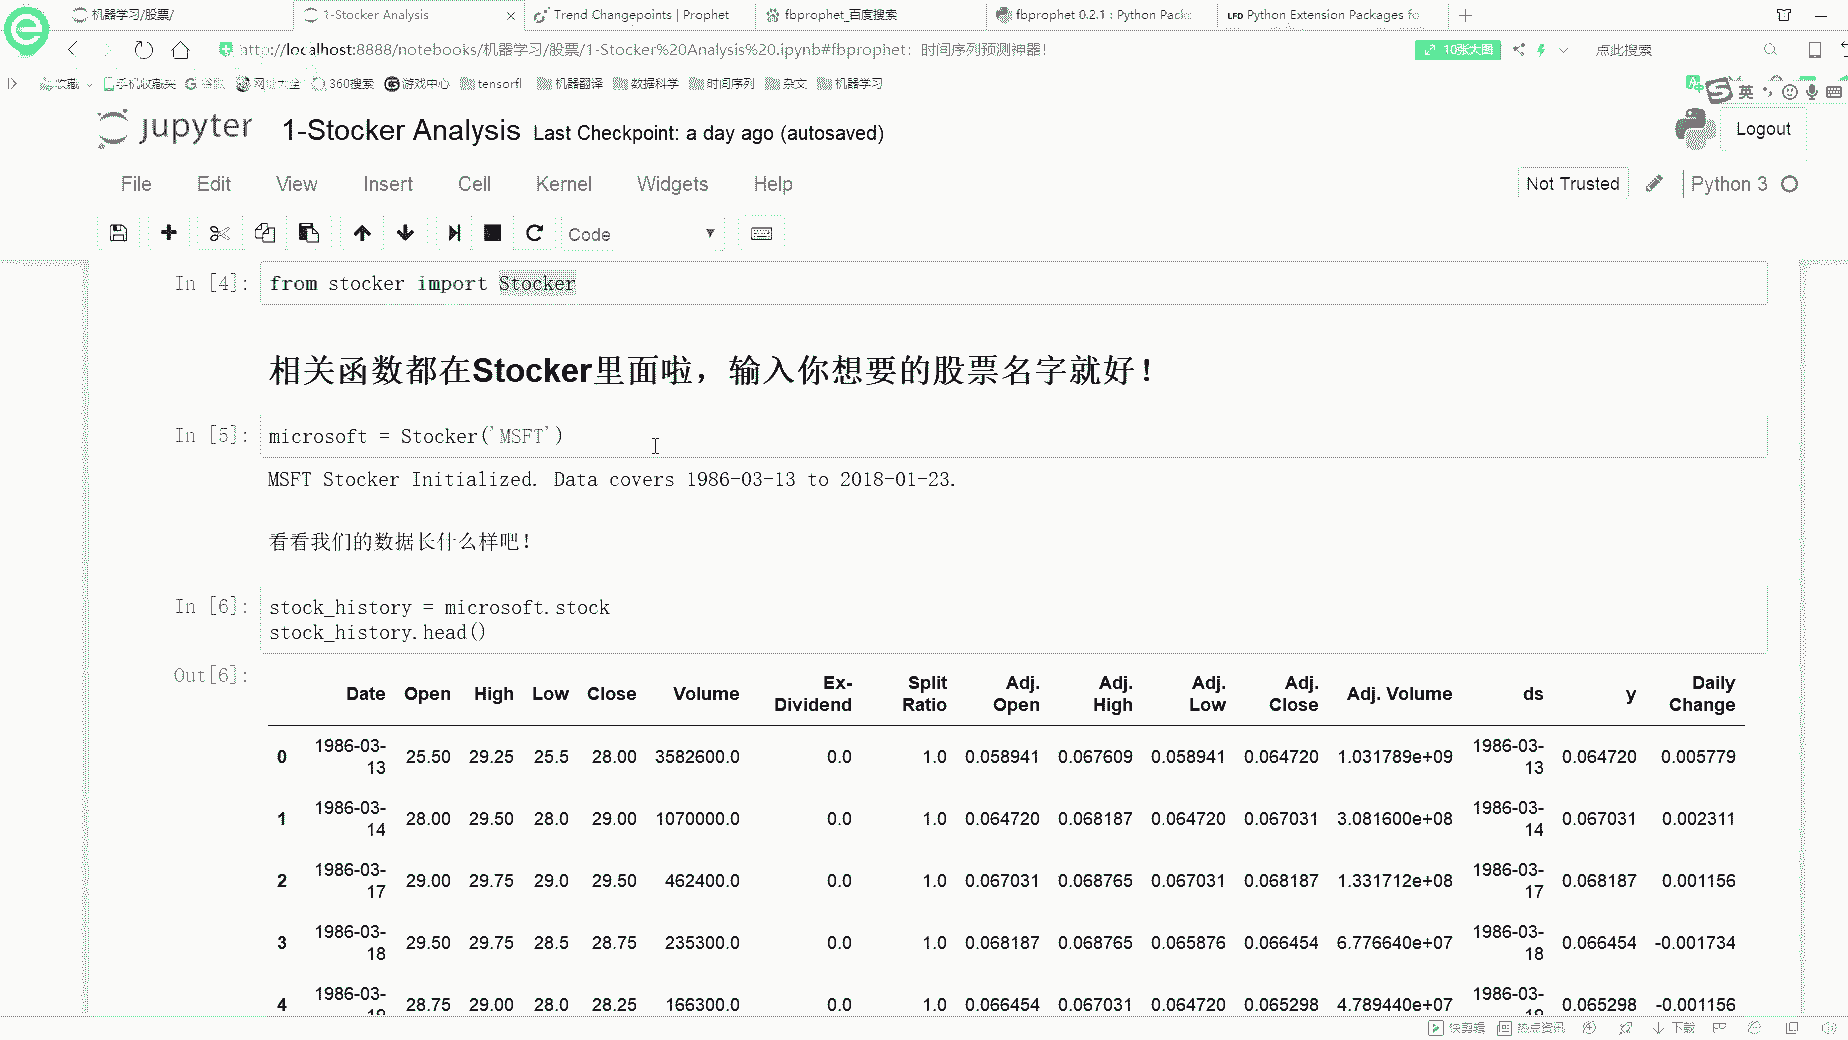 机器学习/股票/
1-Stocker Analysis
Trend Changepoints | Prophet
fbprophet_百度搜索
fbprophet 0.2.1 : Python Pack
LFD Python Extension Packages fo
http://localhost:8888/notebooks/机器学习/股票/1-Stocker%20Analysis%20.ipynb#fbprophet：时间序列预测神器!
10张大图
点此搜索
收藏 手机收藏夹 谷歌 网址大全 360搜索 游戏中心 tensorfl 机器翻译 数据科学 时间序列 杂文 机器学习
英
jupyter 1-Stocker Analysis Last Checkpoint: a day ago (autosaved)
Logout
File Edit View Insert Cell Kernel Widgets Help
Not Trusted Python 3
Code
In [4]: from stocker import Stocker
相关函数都在Stocker里面啦，输入你想要的股票名字就好！
In [5]: microsoft = Stocker('MSFT')
MSFT Stocker Initialized. Data covers 1986-03-13 to 2018-01-23.
看看我们的数据长什么样吧！
In [6]: stock_history = microsoft.stock
stock_history.head()
Out[6]:
Date Open High Low Close Volume Ex-Dividend Split Ratio Adj. Open Adj. High Adj. Low Adj. Close Adj. Volume ds y Daily Change
0 1986-03-13 25.50 29.25 25.5 28.00 3582600.0 0.0 1.0 0.058941 0.067609 0.058941 0.064720 1.031789e+09 1986-03-13 0.064720 0.005779
1 1986-03-14 28.00 29.50 28.0 29.00 1070000.0 0.0 1.0 0.064720 0.068187 0.064720 0.067031 3.081600e+08 1986-03-14 0.067031 0.002311
2 1986-03-17 29.00 29.75 29.0 29.50 462400.0 0.0 1.0 0.067031 0.068765 0.067031 0.068187 1.331712e+08 1986-03-17 0.068187 0.001156
3 1986-03-18 29.50 29.75 28.5 28.75 235300.0 0.0 1.0 0.068187 0.068765 0.065876 0.066454 6.776640e+07 1986-03-18 0.066454 -0.001734
4 1986-03- 28.75 29.00 28.0 28.25 166300.0 0.0 1.0 0.066454 0.067031 0.064720 0.065298 4.789440e+07 1986-03- 0.065298 -0.001156
快剪辑 热点资讯 下载